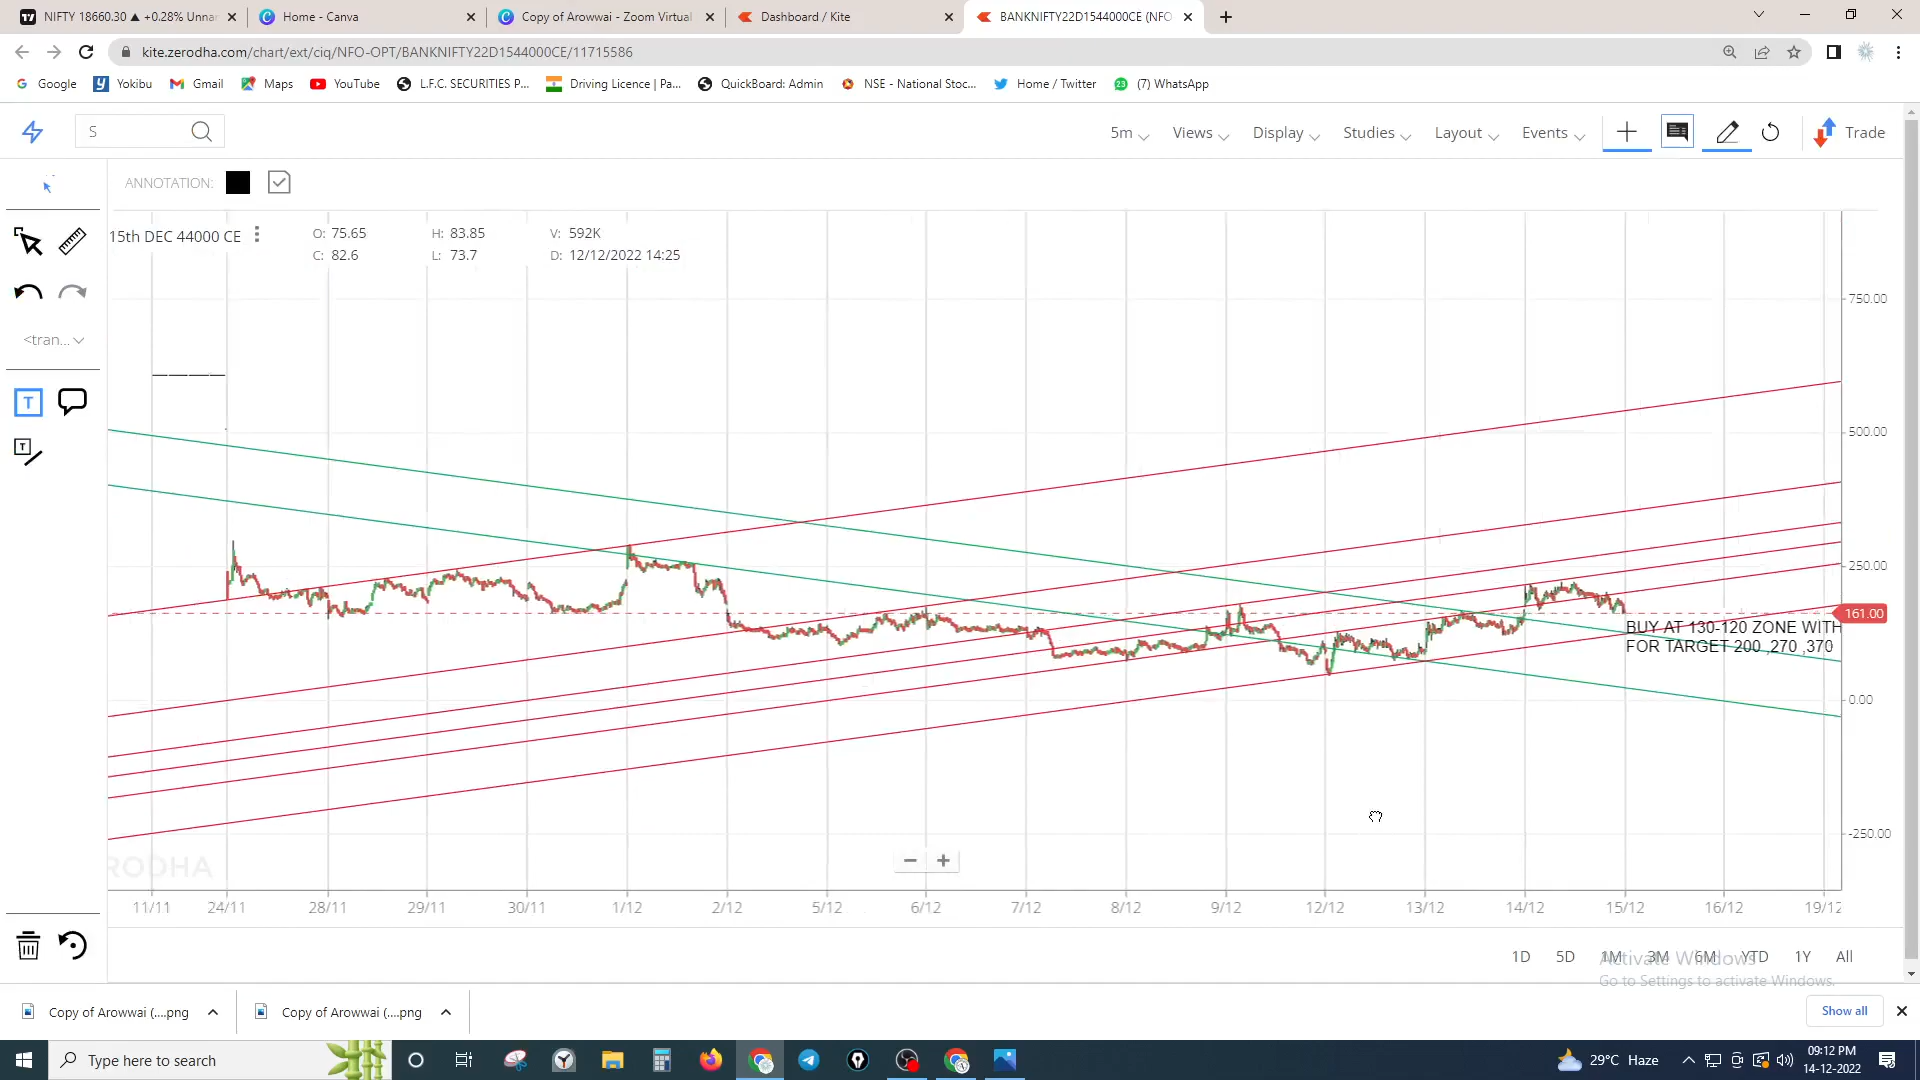 NIFTY 18660.30 ▲ +0.28% Unnar
Home - Canva
Copy of Arowwai - Zoom Virtual
Dashboard / Kite
BANKNIFTY22D1544000CE (NFO
kite.zerodha.com/chart/ext/ciq/NFO-OPT/BANKNIFTY22D1544000CE/11715586
Google
Yokibu
Gmail
Maps
YouTube
L.F.C. SECURITIES P...
Driving Licence | Pa...
QuickBoard: Admin
NSE - National Stoc...
Home / Twitter
(7) WhatsApp
S
5m
Views
Display
Studies
Layout
Events
Trade
ANNOTATION:
15th DEC 44000 CE
O: 75.65
H: 83.85
V: 592K
C: 82.6
L: 73.7
D: 12/12/2022 14:25
<tran...
T
750.00
500.00
250.00
161.00
BUY AT 130-120 ZONE WITH
FOR TARGET 200 ,270 ,370
0.00
-250.00
RODHA
11/11
24/11
28/11
29/11
30/11
1/12
2/12
5/12
6/12
7/12
8/12
9/12
12/12
13/12
14/12
15/12
16/12
19/12
1D
5D
1M
3M
6M
YTD
1Y
All
Activate Windows
Go to Settings to activate Windows.
Copy of Arowwai (....png
Copy of Arowwai (....png
Show all
Type here to search
29°C Haze
09:12 PM
14-12-2022